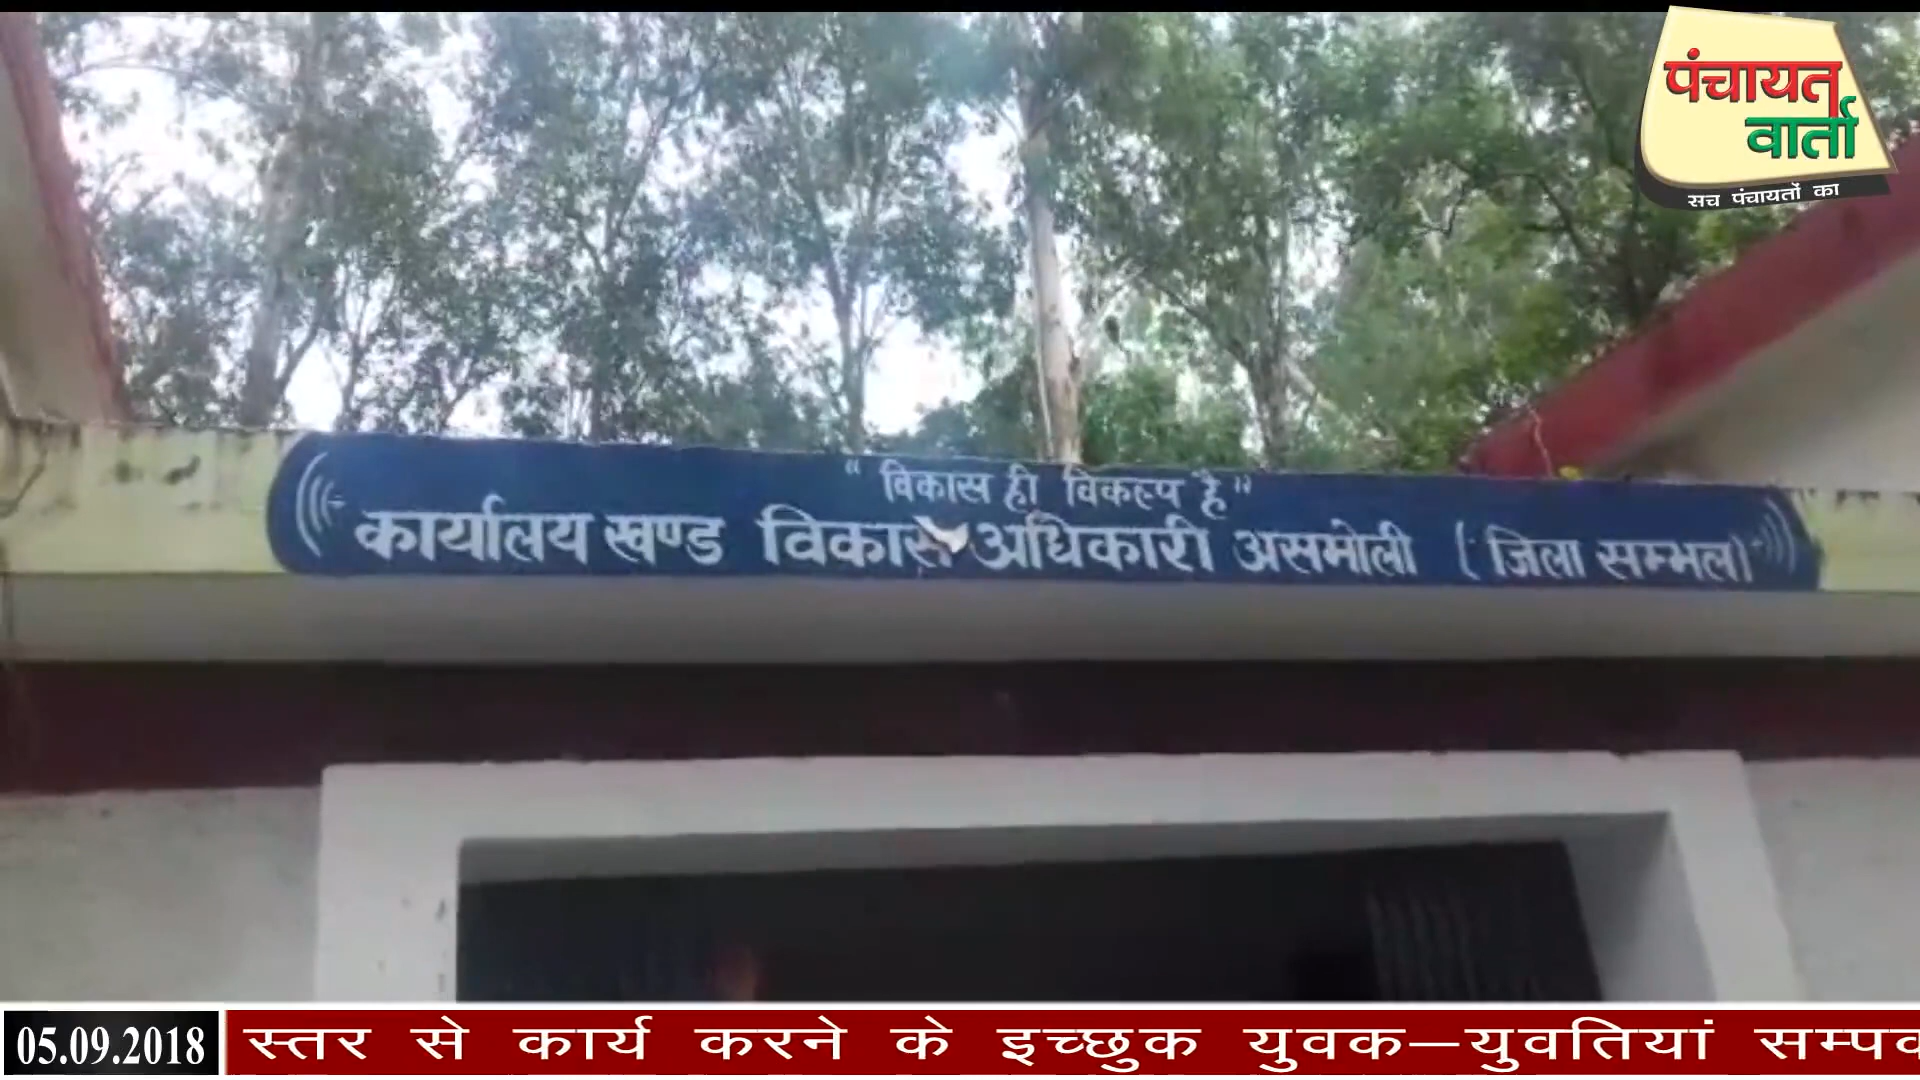 पंचायत
वार्ता
सच पंचायतों का
“ विकास ही विकल्प है ”
कार्यालय खण्ड विकास अधिकारी असमोली ( जिला सम्भल)
05.09.2018
स्तर से कार्य करने के इच्छुक युवक–युवतियां